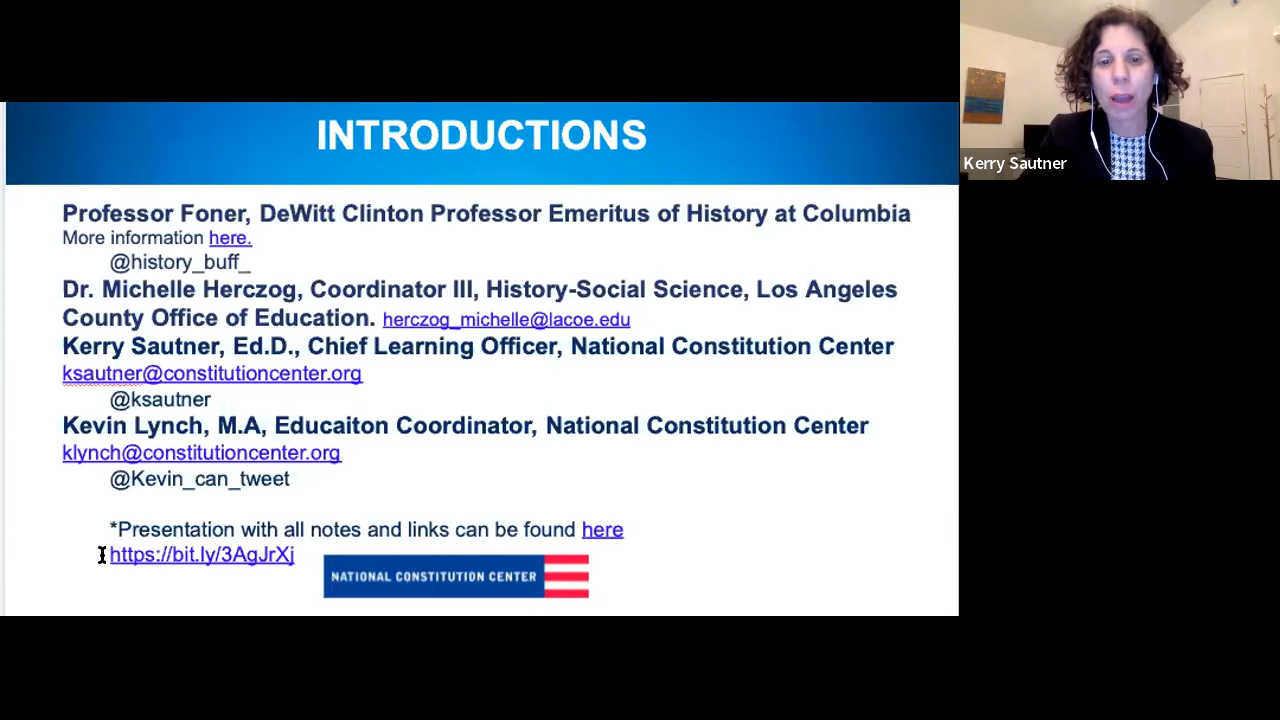 INTRODUCTIONS
Kerry Sautner
Professor Foner, DeWitt Clinton Professor Emeritus of History at Columbia
More information here.
@history_buff_
Dr. Michelle Herczog, Coordinator III, History-Social Science, Los Angeles
County Office of Education. herczog_michelle@lacoe.edu
Kerry Sautner, Ed.D., Chief Learning Officer, National Constitution Center
ksautner@constitutioncenter.org
@ksautner
Kevin Lynch, M.A, Educaiton Coordinator, National Constitution Center
klynch@constitutioncenter.org
@Kevin_can_tweet
*Presentation with all notes and links can be found here
https://bit.ly/3AgJrXj
NATIONAL CONSTITUTION CENTER